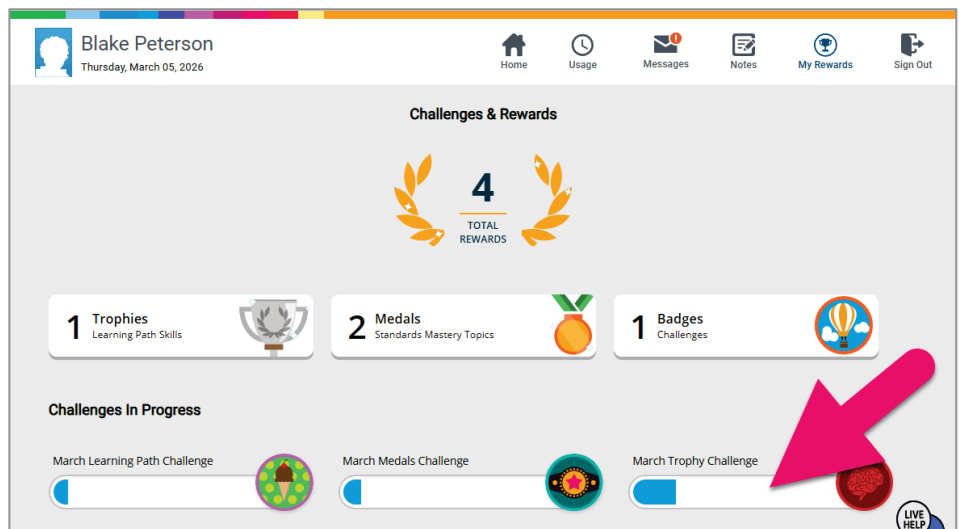 Blake Peterson
Thursday, March 05, 2026
Home
Usage
Messages
Notes
My Rewards
Sign Out
Challenges & Rewards
4
TOTAL
REWARDS
1 Trophies
Learning Path Skills
2 Medals
Standards Mastery Topics
1 Badges
Challenges
Challenges In Progress
March Learning Path Challenge
March Medals Challenge
March Trophy Challenge
LIVE
HELP